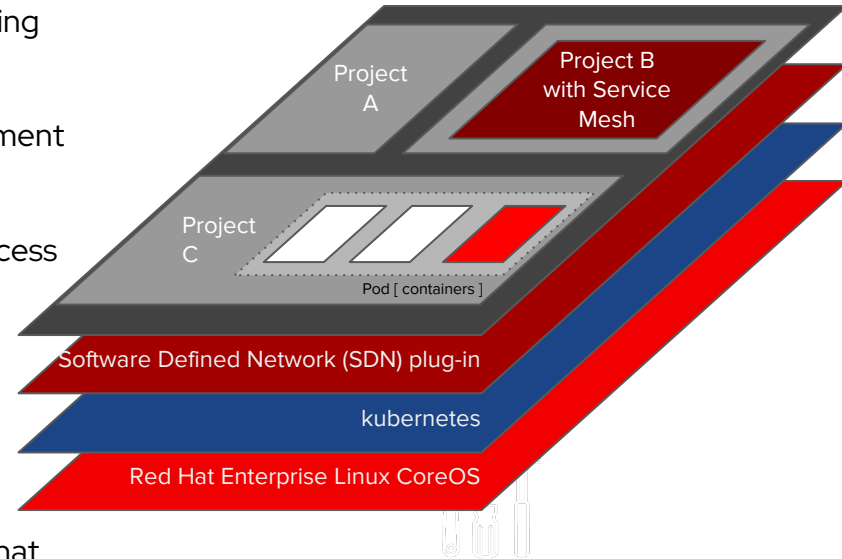 ing
ment
cess
hat
Project
A
Project B
with Service
Mesh
Project
C
Pod [ containers ]
Software Defined Network (SDN) plug-in
kubernetes
Red Hat Enterprise Linux CoreOS